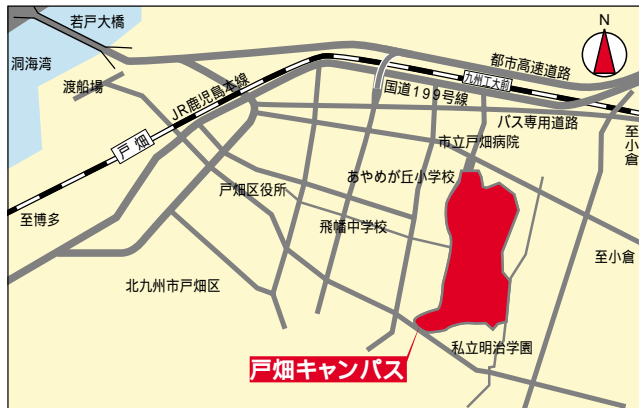 若戸大橋
N
洞海湾
都市高速道路
九州工大前
渡船場
国道199号線
JR鹿児島本線
バス専用道路
戸畑
市立戸畑病院
至小倉
あやめが丘小学校
戸畑区役所
至博多
飛幡中学校
至小倉
北九州市戸畑区
私立明治学園
戸畑キャンパス